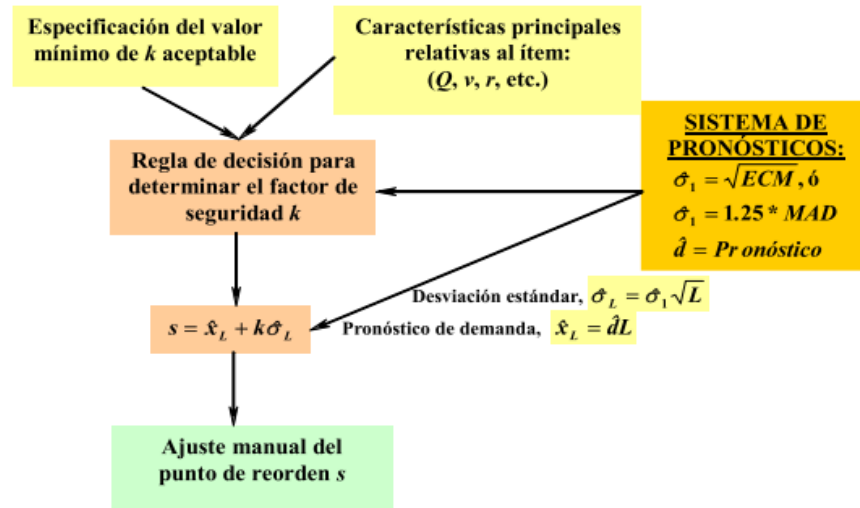 Especificación del valor
mínimo de k aceptable
Características principales
relativas al ítem:
(Q, v, r, etc.)
SISTEMA DE
PRONÓSTICOS:
σ̂₁ = √ECM, ó
σ̂₁ = 1.25 * MAD
d̂ = Pronóstico
Regla de decisión para
determinar el factor de
seguridad k
Desviación estándar, σ̂_L = σ̂₁√L
Pronóstico de demanda, x̂_L = d̂L
s = x̂_L + kσ̂_L
Ajuste manual del
punto de reorden s